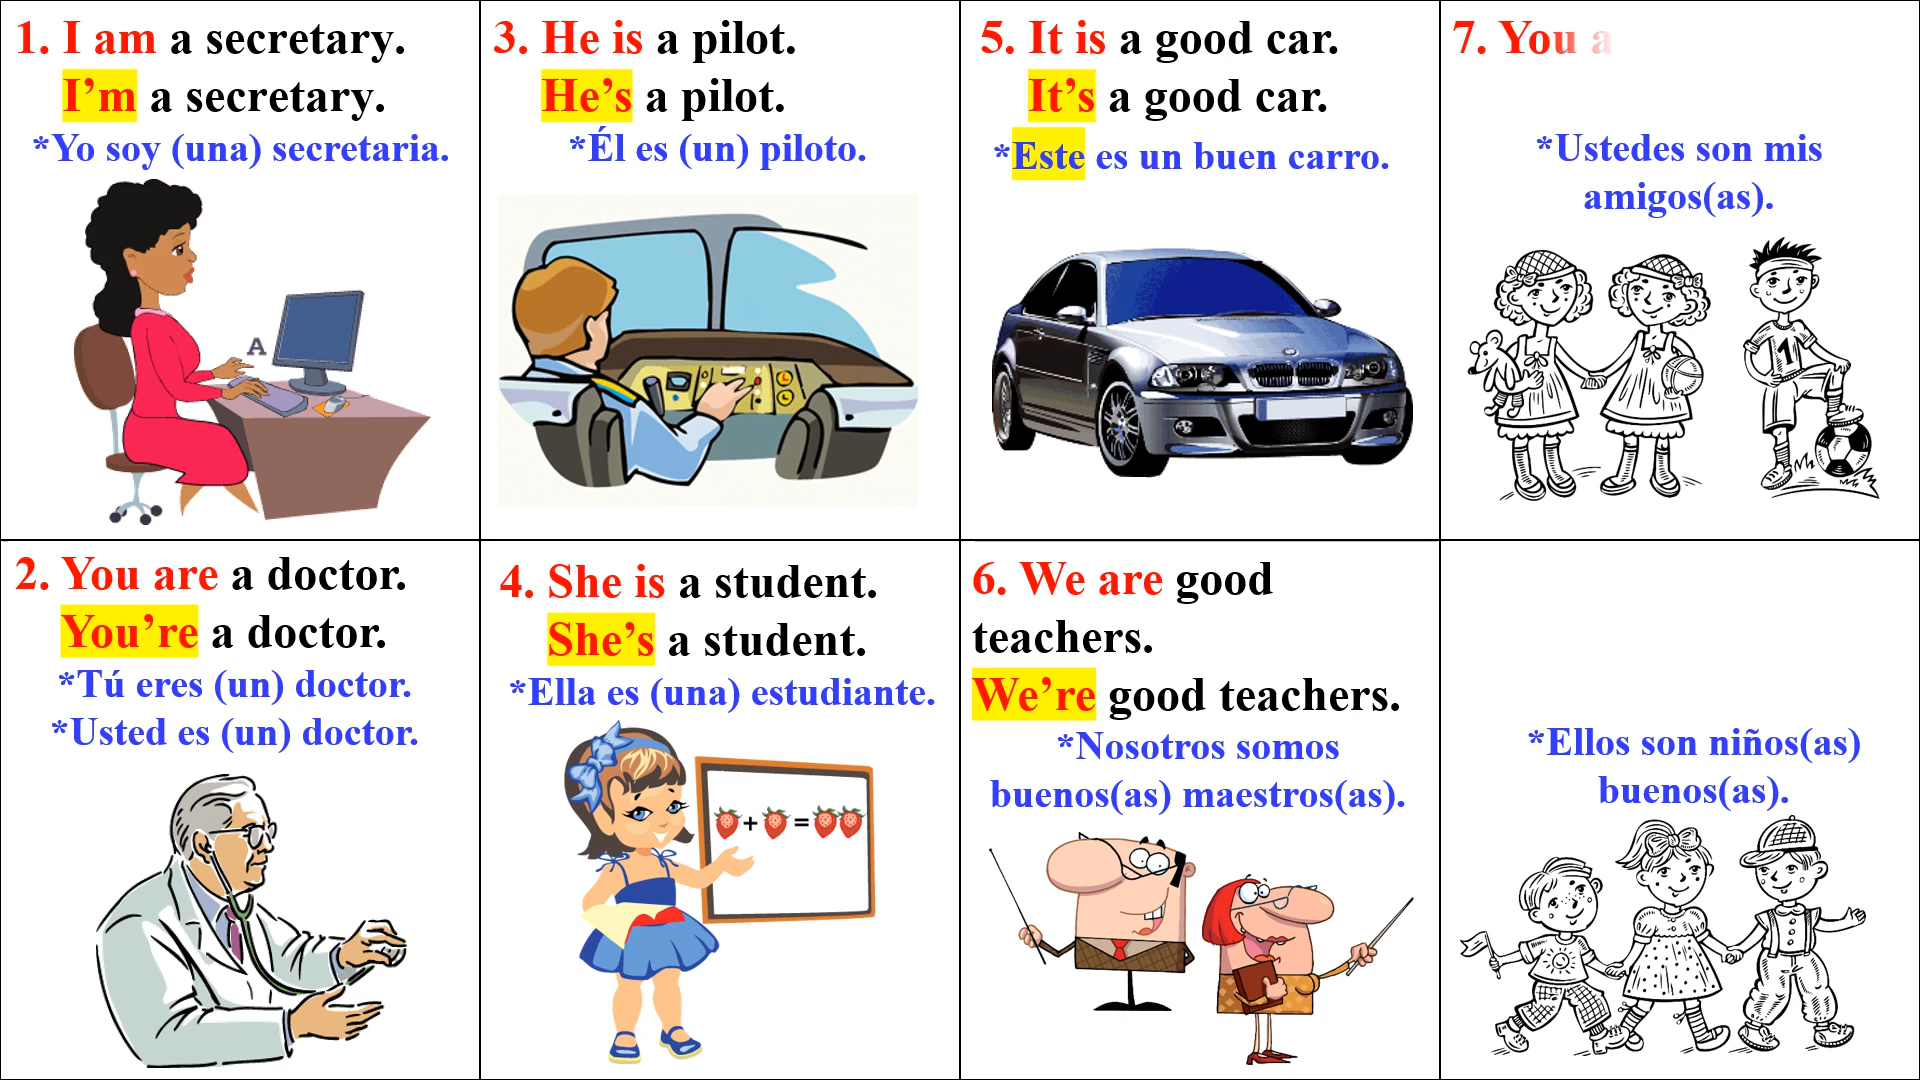 1. I am a secretary.
I’m a secretary.
*Yo soy (una) secretaria.
A
2. You are a doctor.
You’re a doctor.
*Tú eres (un) doctor.
*Usted es (un) doctor.
3. He is a pilot.
He’s a pilot.
*Él es (un) piloto.
4. She is a student.
She’s a student.
*Ella es (una) estudiante.
+ =
5. It is a good car.
It’s a good car.
*Este es un buen carro.
6. We are good
teachers.
We’re good teachers.
*Nosotros somos
buenos(as) maestros(as).
7. You a
*Ustedes son mis
amigos(as).
1
*Ellos son niños(as)
buenos(as).